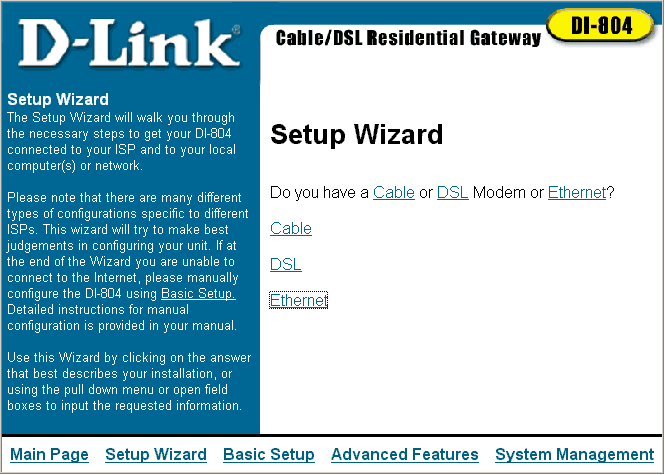 D-Link®
Cable/DSL Residential Gateway
DI-804
Setup Wizard
The Setup Wizard will walk you through
the necessary steps to get your DI-804
connected to your ISP and to your local
computer(s) or network.
Please note that there are many different
types of configurations specific to different
ISPs. This wizard will try to make best
judgements in configuring your unit. If at
the end of the Wizard you are unable to
connect to the Internet, please manually
configure the DI-804 using Basic Setup.
Detailed instructions for manual
configuration is provided in your manual.
Use this Wizard by clicking on the answer
that best describes your installation, or
using the pull down menu or open field
boxes to input the requested information.
Setup Wizard
Do you have a Cable or DSL Modem or Ethernet?
Cable
DSL
Ethernet
Main Page Setup Wizard Basic Setup Advanced Features System Management